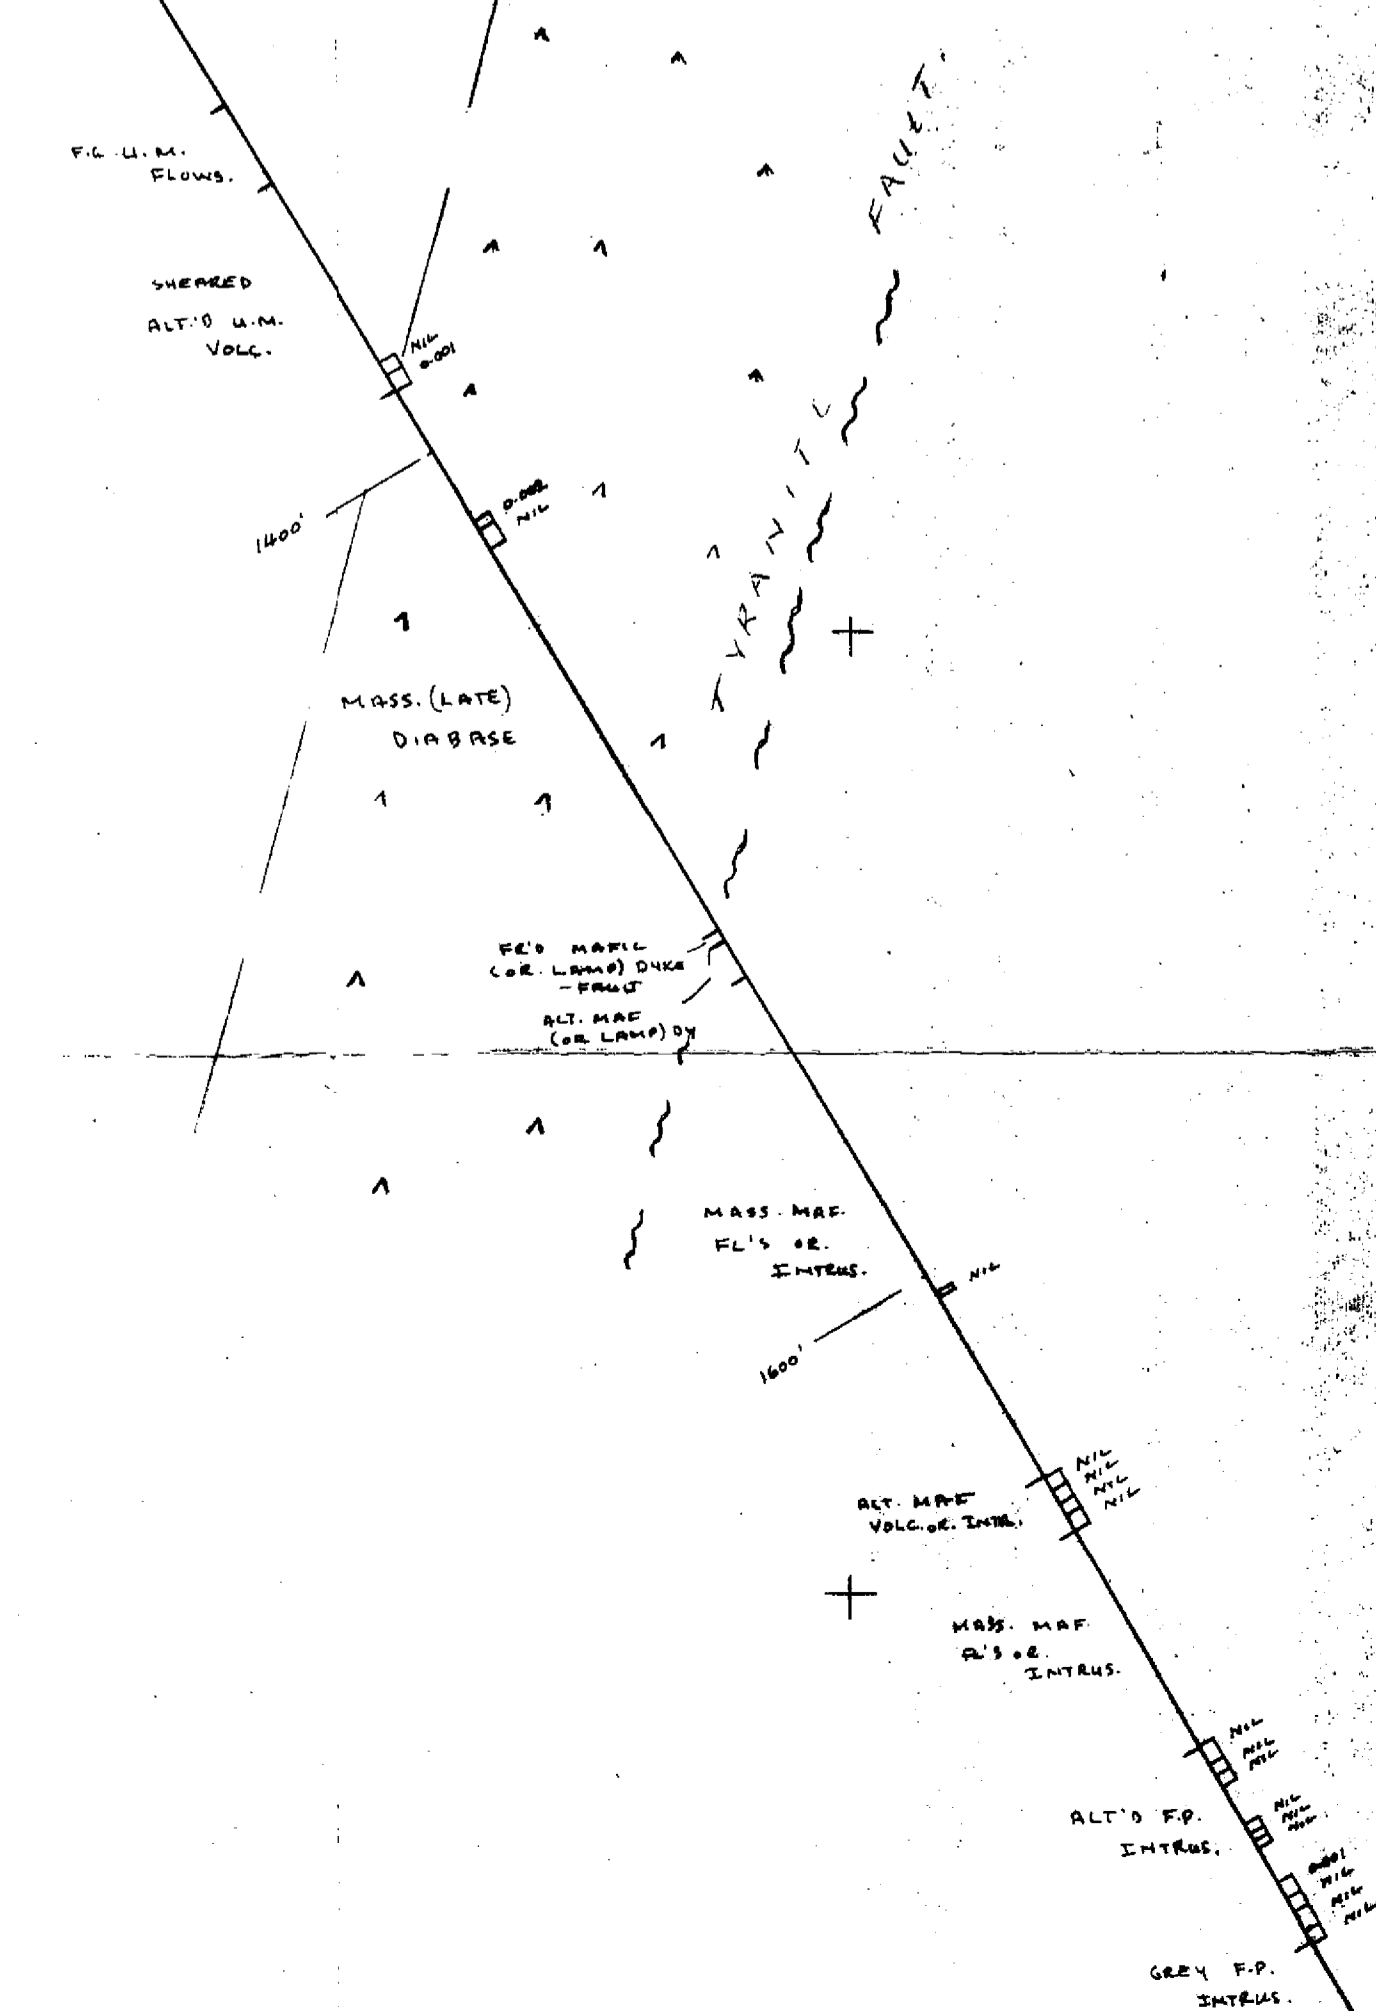 F.G. U.M.
FLOWS.
SHEARED
ALT.'D U.M.
VOLC.
NIL
0.001
1400'
0.002
NIL
TYRANITE FAULT
MASS. (LATE)
DIABASE
FR'D MAFIC
(OR. LAMP) DYKE
- FAULT
ALT. MAF
(OR LAMP) DY
MASS. MAF.
FL'S OR.
INTRUS.
NIL
1600'
NIL
NIL
NIL
NIL
ALT. MAF
VOLC. OR. INTR.
MASS. MAF.
FL'S OR.
INTRUS.
NIL
NIL
NIL
ALT'D F.P.
INTRUS.
NIL
NIL
NIL
0.001
NIL
NIL
NIL
GREY F.P.
INTRUS.